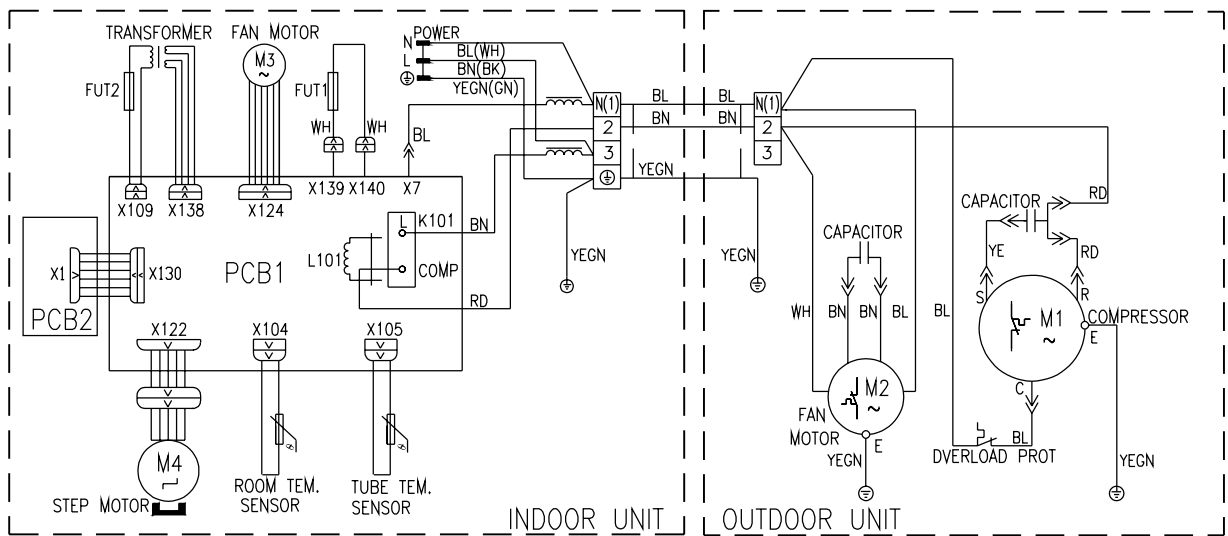 TRANSFORMER
FAN MOTOR
N POWER
L
BL(WH)
BN(BK)
YEGN(GN)
M3
~
FUT2
FUT1
WH
WH
BL
X109
X138
X124
X139
X140
X7
N(1)
2
3
BL
BN
YEGN
BL
BN
N(1)
2
3
K101
L
BN
L101
COMP
RD
PCB1
X1
X130
PCB2
X122
X104
X105
YEGN
YEGN
M4
STEP MOTOR
θ
ROOM TEM.
SENSOR
θ
TUBE TEM.
SENSOR
INDOOR UNIT
CAPACITOR
WH
BN
BN
BL
BL
M2
~
FAN
MOTOR
E
YEGN
CAPACITOR
RD
YE
RD
S
R
M1
~
COMPRESSOR
E
C
BL
DVERLOAD PROT
YEGN
OUTDOOR UNIT